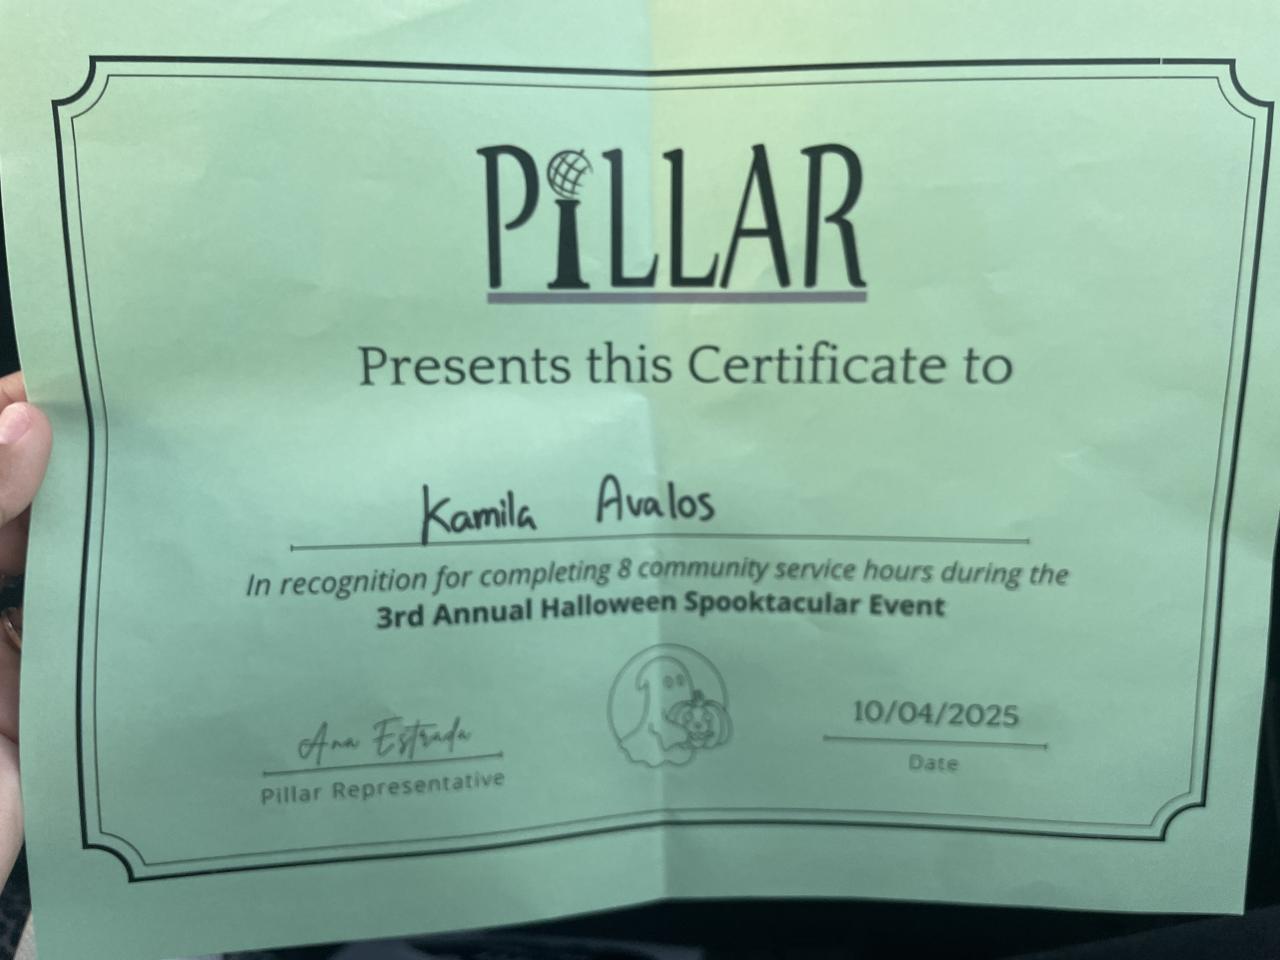 PiLLAR
Presents this Certificate to
Kamila Avalos
In recognition for completing 8 community service hours during the
3rd Annual Halloween Spooktacular Event
Ana Estrada
Pillar Representative
10/04/2025
Date